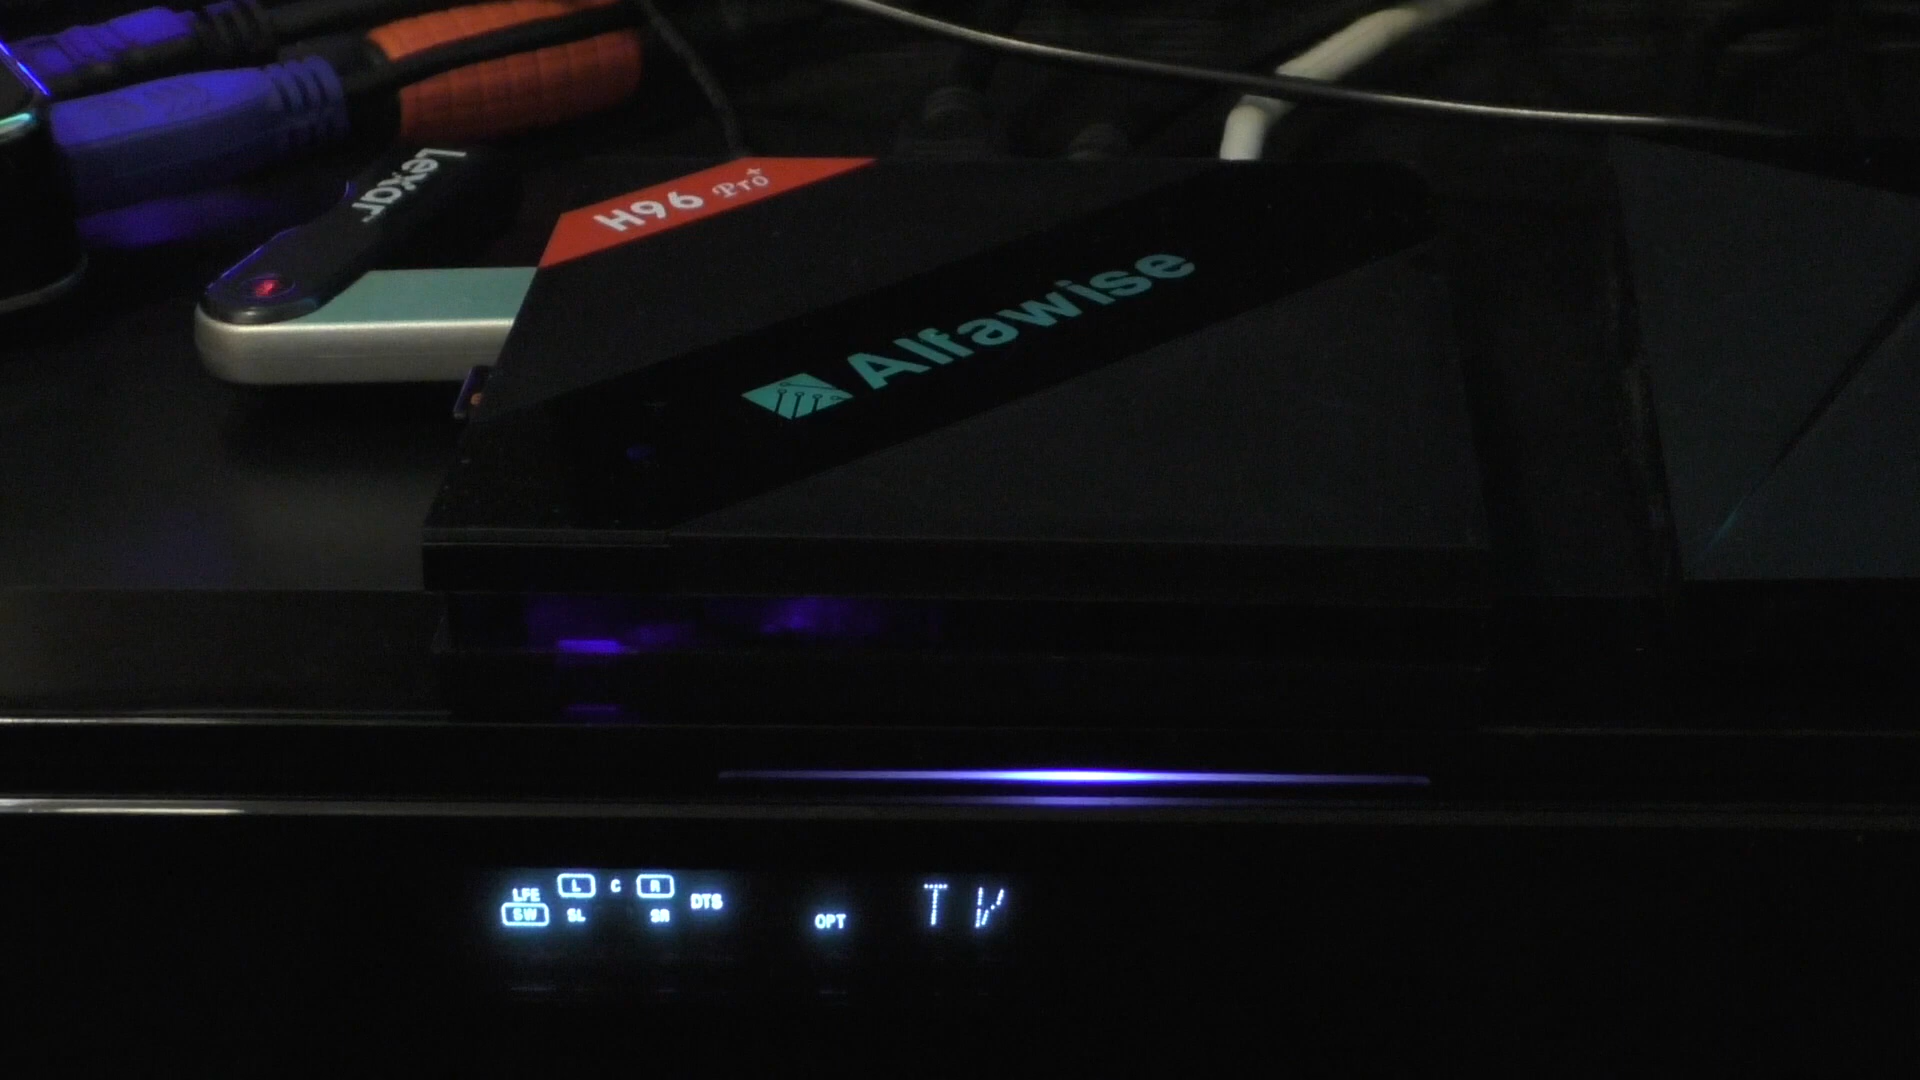 Lexar
H96 Pro+
Alfawise
LFE L C R DTS
SW SL SR OPT TV